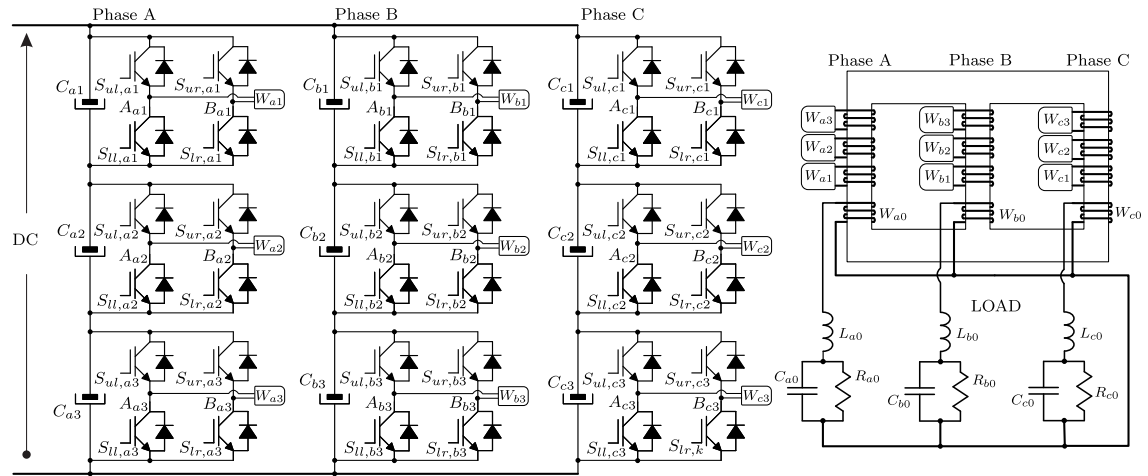 Phase A
Phase B
Phase C
DC
C_{a1}
S_{ul,a1}
S_{ur,a1}
A_{a1}
B_{a1}
W_{a1}
S_{ll,a1}
S_{lr,a1}
C_{a2}
S_{ul,a2}
S_{ur,a2}
A_{a2}
B_{a2}
W_{a2}
S_{ll,a2}
S_{lr,a2}
C_{a3}
S_{ul,a3}
S_{ur,a3}
A_{a3}
B_{a3}
W_{a3}
S_{ll,a3}
S_{lr,a3}
C_{b1}
S_{ul,b1}
S_{ur,b1}
A_{b1}
B_{b1}
W_{b1}
S_{ll,b1}
S_{lr,b1}
C_{b2}
S_{ul,b2}
S_{ur,b2}
A_{b2}
B_{b2}
W_{b2}
S_{ll,b2}
S_{lr,b2}
C_{b3}
S_{ul,b3}
S_{ur,b3}
A_{b3}
B_{b3}
W_{b3}
S_{ll,b3}
S_{lr,b3}
C_{c1}
S_{ul,c1}
S_{ur,c1}
A_{c1}
B_{c1}
W_{c1}
S_{ll,c1}
S_{lr,c1}
C_{c2}
S_{ul,c2}
S_{ur,c2}
A_{c2}
B_{c2}
W_{c2}
S_{ll,c2}
S_{lr,c2}
C_{c3}
S_{ul,c3}
S_{ur,c3}
A_{c3}
B_{c3}
W_{c3}
S_{ll,c3}
S_{lr,k}
Phase A
Phase B
Phase C
W_{a3}
W_{a2}
W_{a1}
W_{a0}
W_{b3}
W_{b2}
W_{b1}
W_{b0}
W_{c3}
W_{c2}
W_{c1}
W_{c0}
LOAD
L_{a0}
L_{b0}
L_{c0}
C_{a0}
R_{a0}
C_{b0}
R_{b0}
C_{c0}
R_{c0}